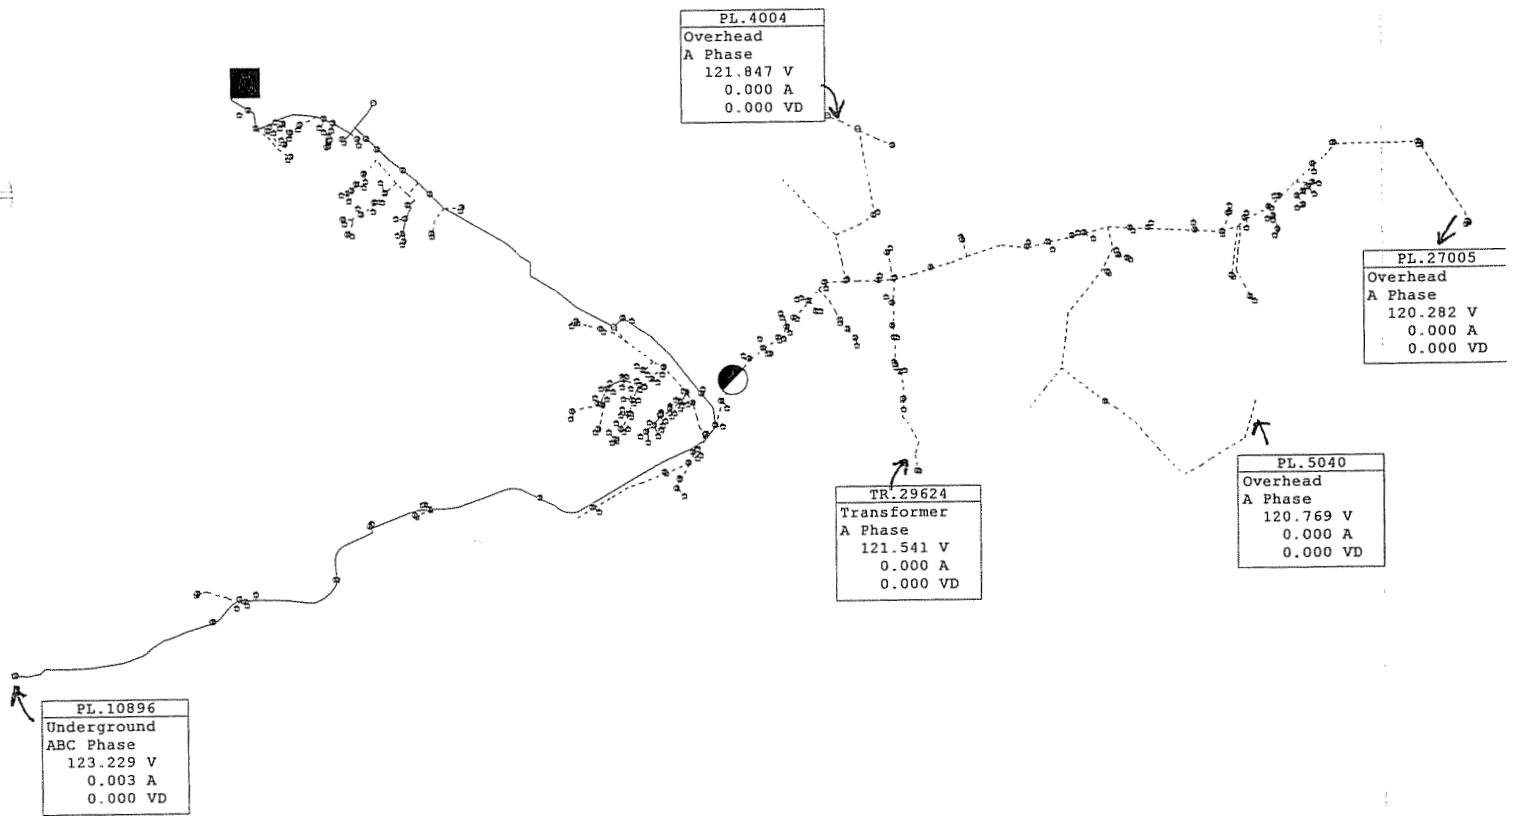 PL.4004
Overhead
A Phase
121.847 V
0.000 A
0.000 VD
PL.27005
Overhead
A Phase
120.282 V
0.000 A
0.000 VD
PL.5040
Overhead
A Phase
120.769 V
0.000 A
0.000 VD
TR.29624
Transformer
A Phase
121.541 V
0.000 A
0.000 VD
PL.10896
Underground
ABC Phase
123.229 V
0.003 A
0.000 VD